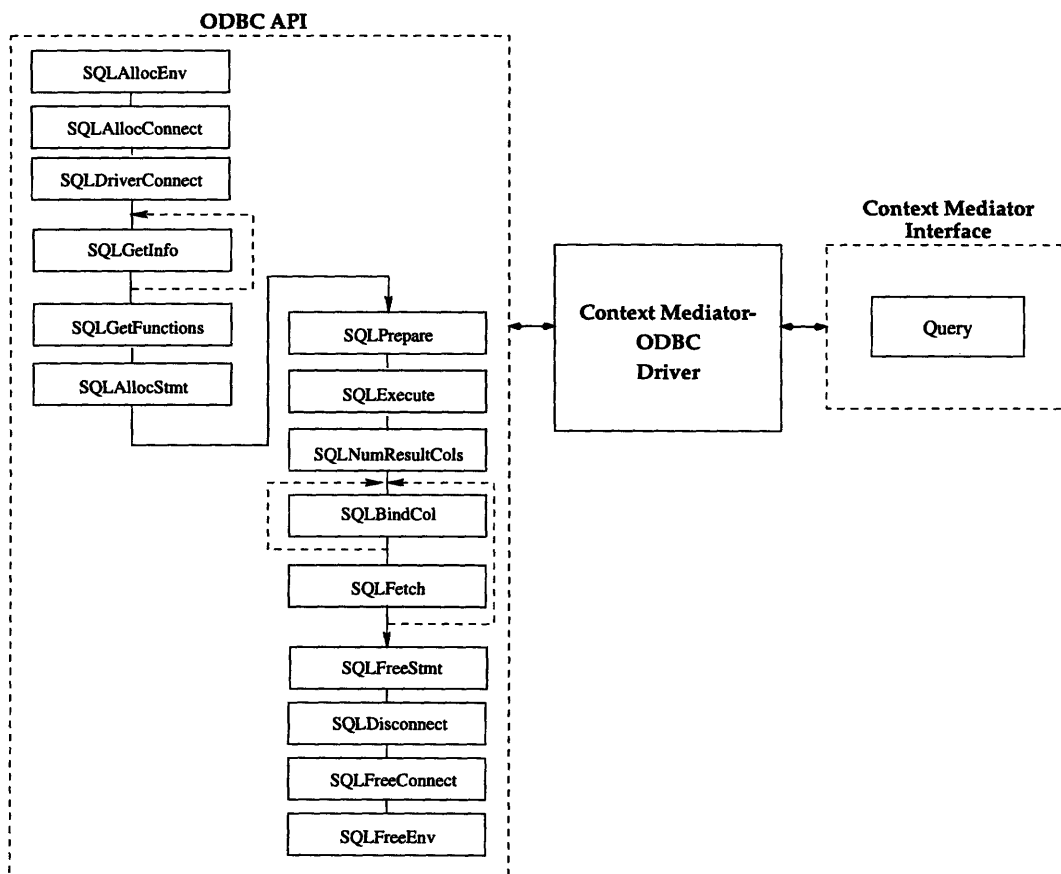 ODBC API
SQLAllocEnv
SQLAllocConnect
SQLDriverConnect
SQLGetInfo
SQLGetFunctions
SQLAllocStmt
SQLPrepare
SQLExecute
SQLNumResultCols
SQLBindCol
SQLFetch
SQLFreeStmt
SQLDisconnect
SQLFreeConnect
SQLFreeEnv
Context Mediator-
ODBC
Driver
Context Mediator
Interface
Query